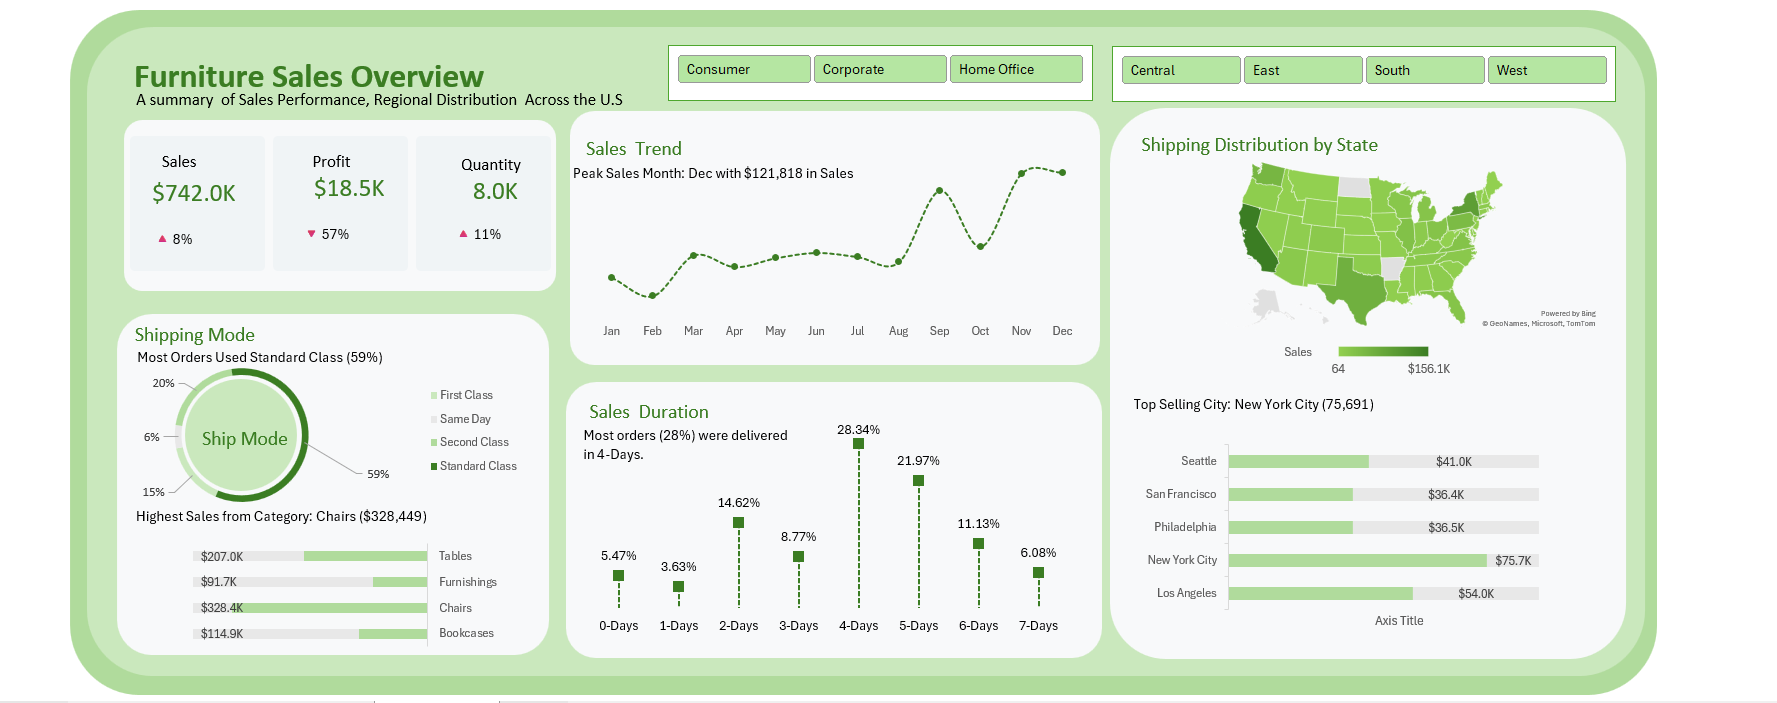 Furniture Sales Overview
A summary  of Sales Performance, Regional Distribution  Across the U.S
Consumer
Corporate
Home Office
Central
East
South
West
Sales
$742.0K
8%
Profit
$18.5K
57%
Quantity
8.0K
11%
Sales  Trend
Peak Sales Month: Dec with $121,818 in Sales
Jan Feb Mar Apr May Jun Jul Aug Sep Oct Nov Dec
Shipping Distribution by State
Powered by Bing
© GeoNames, Microsoft, TomTom
Sales
64 $156.1K
Top Selling City: New York City (75,691)
Seattle $41.0K
San Francisco $36.4K
Philadelphia $36.5K
New York City $75.7K
Los Angeles $54.0K
Axis Title
Shipping Mode
Most Orders Used Standard Class (59%)
20%
6%
15%
59%
Ship Mode
First Class
Same Day
Second Class
Standard Class
Highest Sales from Category: Chairs ($328,449)
$207.0K Tables
$91.7K Furnishings
$328.4K Chairs
$114.9K Bookcases
Sales  Duration
Most orders (28%) were delivered
in 4-Days.
5.47%
3.63%
14.62%
8.77%
28.34%
21.97%
11.13%
6.08%
0-Days 1-Days 2-Days 3-Days 4-Days 5-Days 6-Days 7-Days